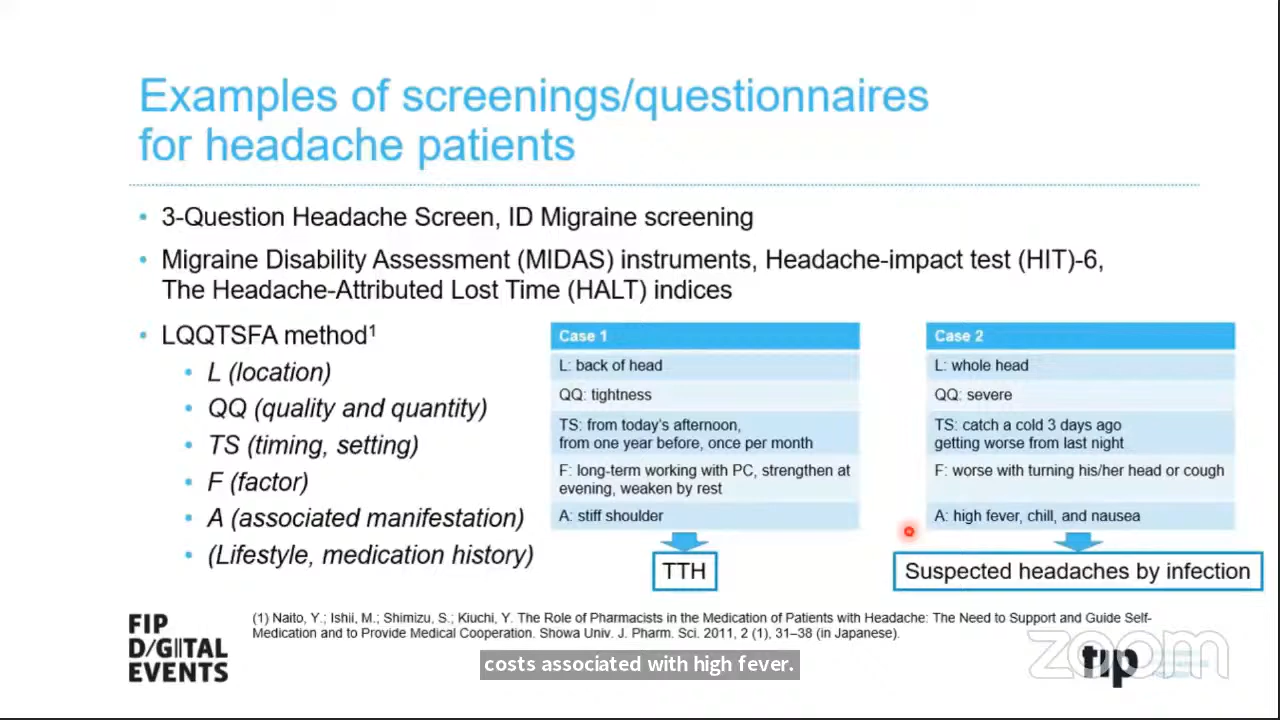 Examples of screenings/questionnaires
for headache patients
• 3-Question Headache Screen, ID Migraine screening
• Migraine Disability Assessment (MIDAS) instruments, Headache-impact test (HIT)-6,
The Headache-Attributed Lost Time (HALT) indices
• LQQTSFA method¹
• L (location)
• QQ (quality and quantity)
• TS (timing, setting)
• F (factor)
• A (associated manifestation)
• (Lifestyle, medication history)
Case 1
L: back of head
QQ: tightness
TS: from today's afternoon,
from one year before, once per month
F: long-term working with PC, strengthen at
evening, weaken by rest
A: stiff shoulder
TTH
Case 2
L: whole head
QQ: severe
TS: catch a cold 3 days ago
getting worse from last night
F: worse with turning his/her head or cough
A: high fever, chill, and nausea
Suspected headaches by infection
(1) Naito, Y.; Ishii, M.; Shimizu, S.; Kiuchi, Y. The Role of Pharmacists in the Medication of Patients with Headache: The Need to Support and Guide Self-
Medication and to Provide Medical Cooperation. Showa Univ. J. Pharm. Sci. 2011, 2 (1), 31–38 (in Japanese).
FIP
D/GITAL
EVENTS
costs associated with high fever.
fip
zoom